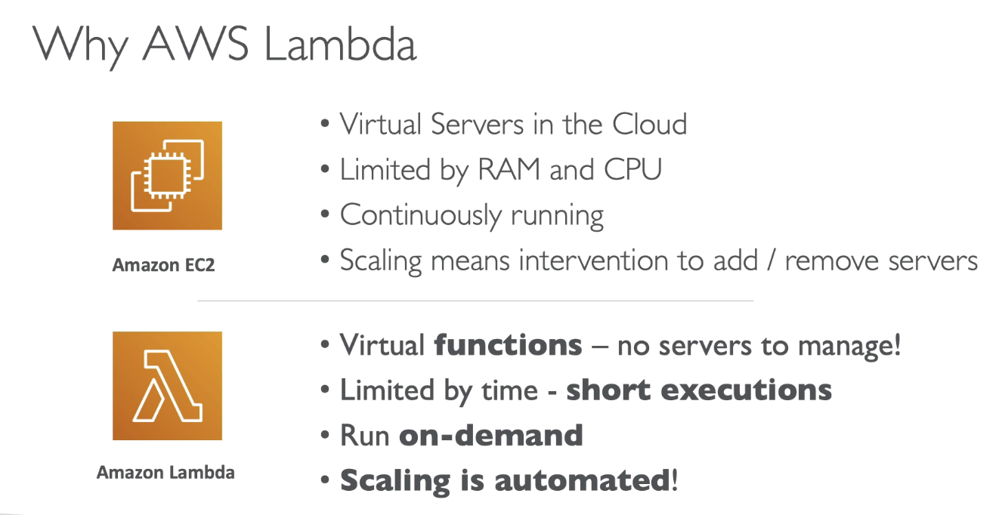 Why AWS Lambda
• Virtual Servers in the Cloud
• Limited by RAM and CPU
• Continuously running
• Scaling means intervention to add / remove servers
Amazon EC2
• Virtual functions – no servers to manage!
• Limited by time - short executions
• Run on-demand
• Scaling is automated!
Amazon Lambda